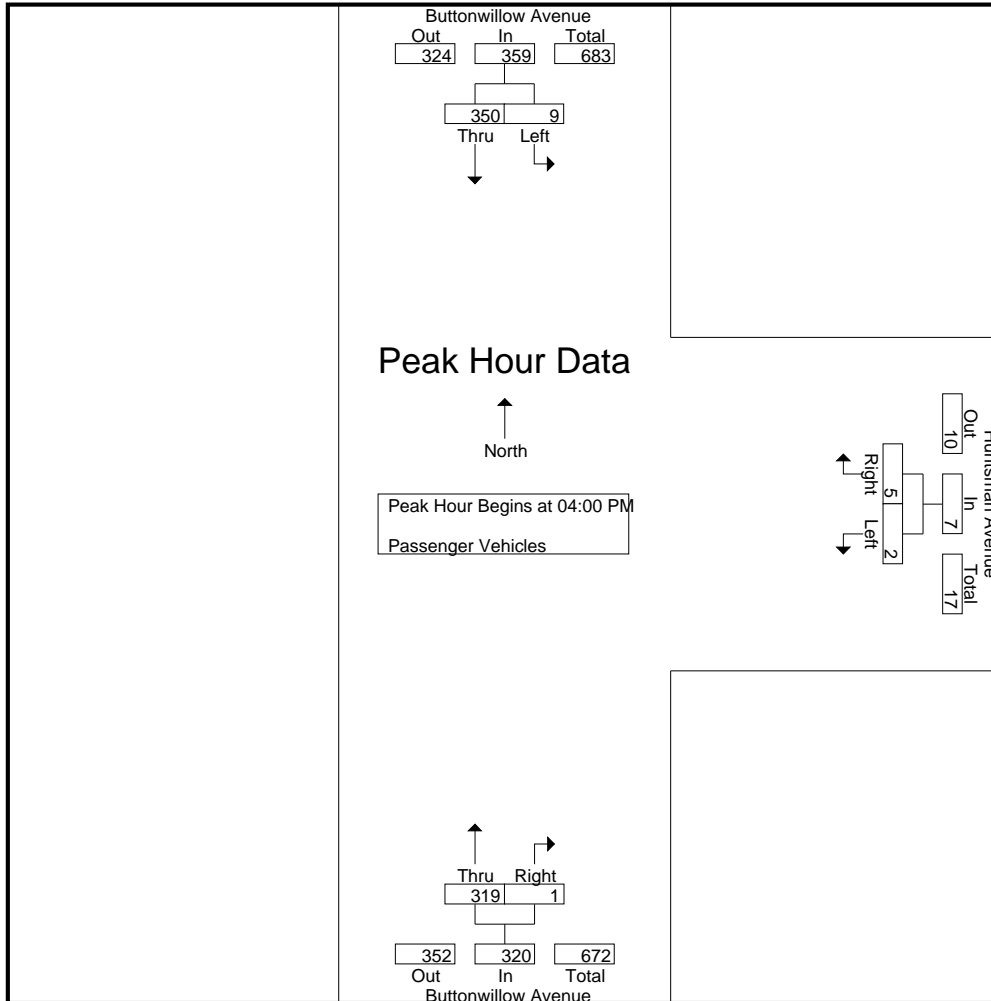 Buttonwillow Avenue
Out In Total
324 359 683
350 9
Thru Left
Peak Hour Data
North
Peak Hour Begins at 04:00 PM
Passenger Vehicles
Huntsman Avenue
Out In Total
10 7 17
5 2
Right Left
Thru Right
319 1
352 320 672
Out In Total
Buttonwillow Avenue